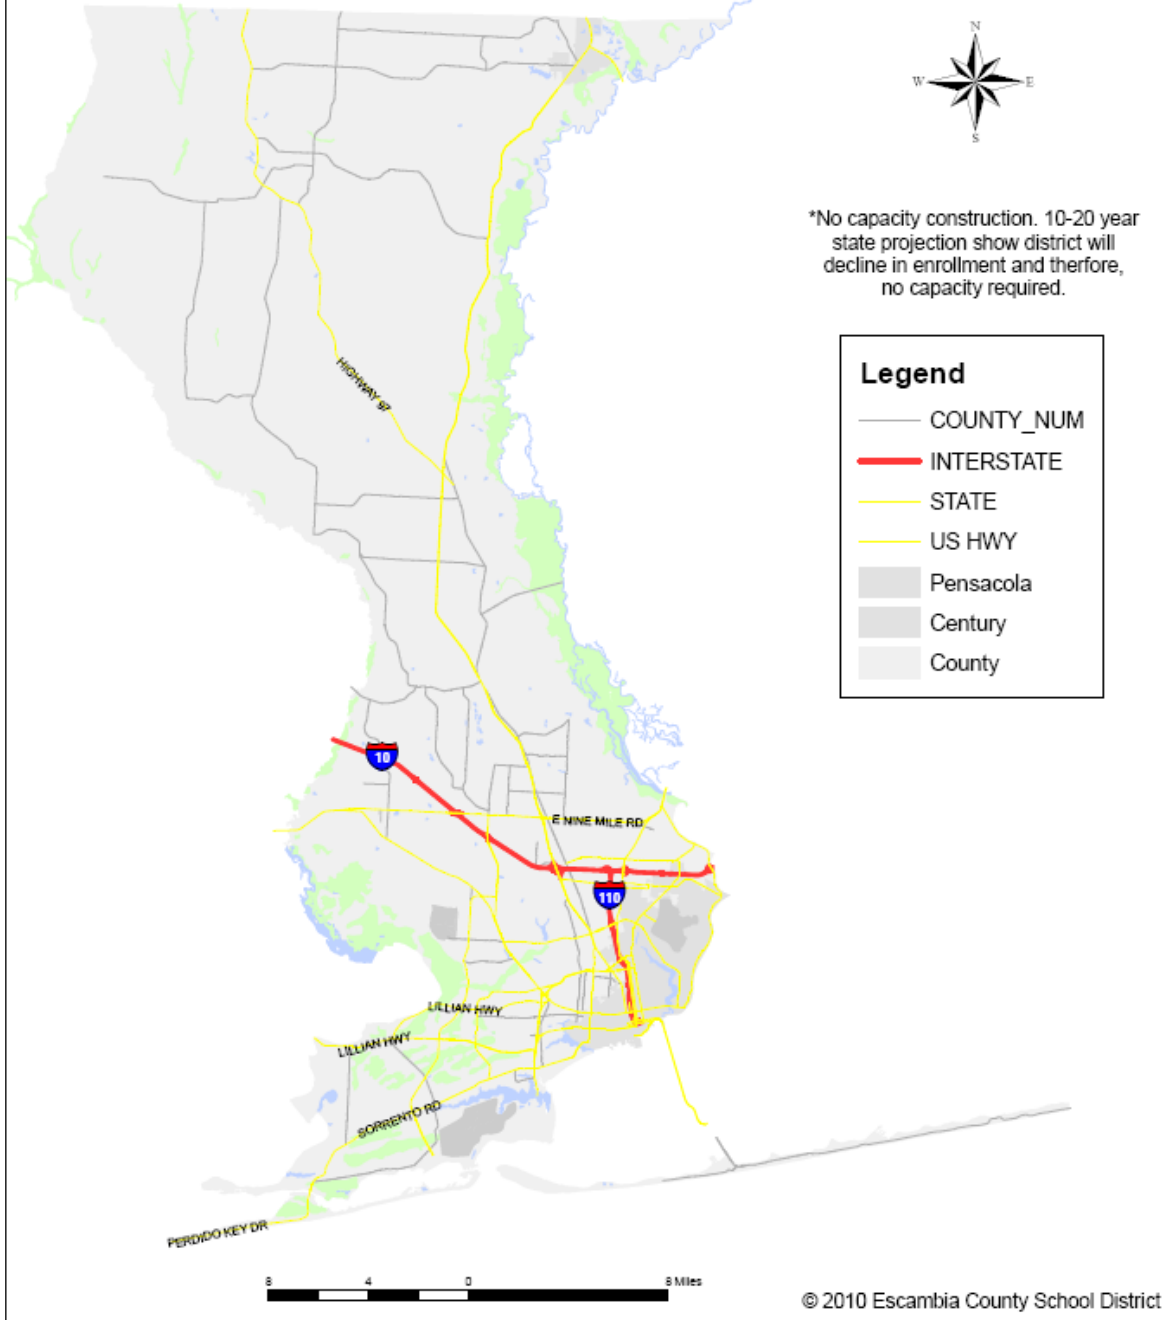 N
W
E
S
*No capacity construction. 10-20 year
state projection show district will
decline in enrollment and therfore,
no capacity required.
Legend
COUNTY_NUM
INTERSTATE
STATE
US HWY
Pensacola
Century
County
HIGHWAY 97
10
E NINE MILE RD
110
LILLIAN HWY
LILLIAN HWY
SORRENTO RD
PERDIDO KEY DR
8 4 0 8 Miles
© 2010 Escambia County School District